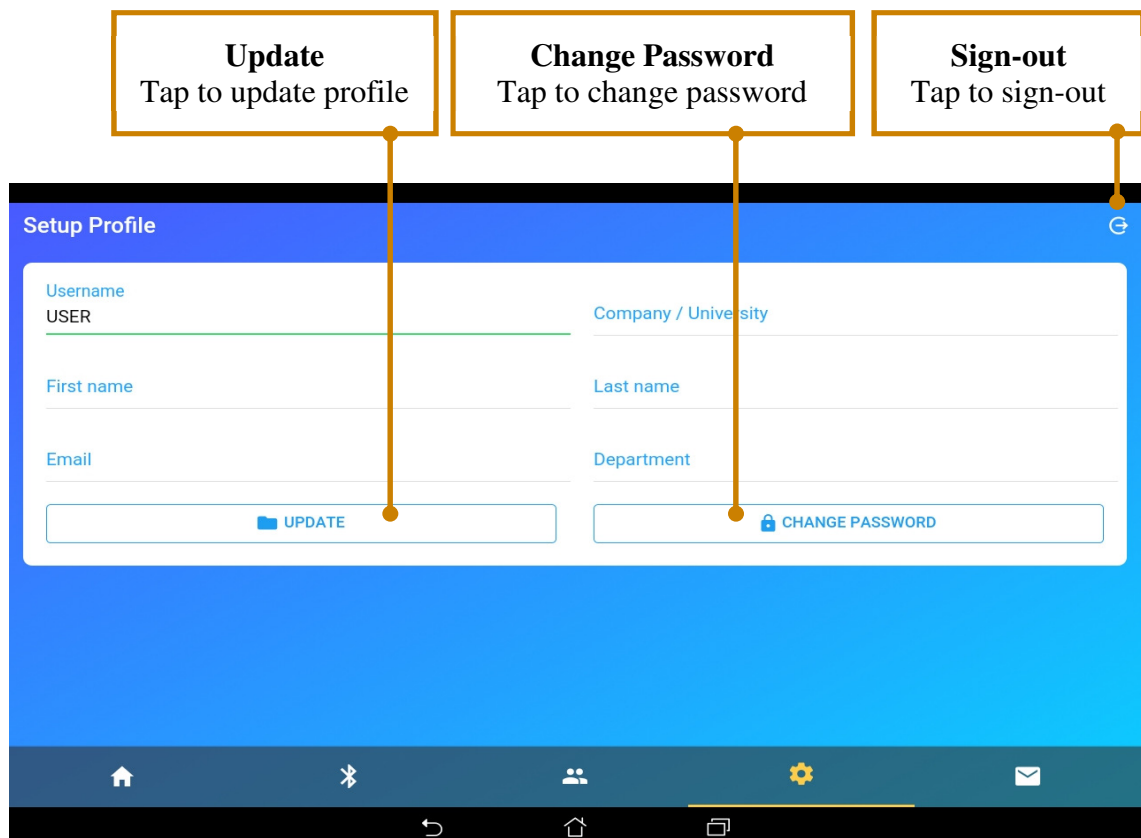 Update
Tap to update profile
Change Password
Tap to change password
Sign-out
Tap to sign-out
Setup Profile
Username
USER
Company / University
First name
Last name
Email
Department
UPDATE
CHANGE PASSWORD